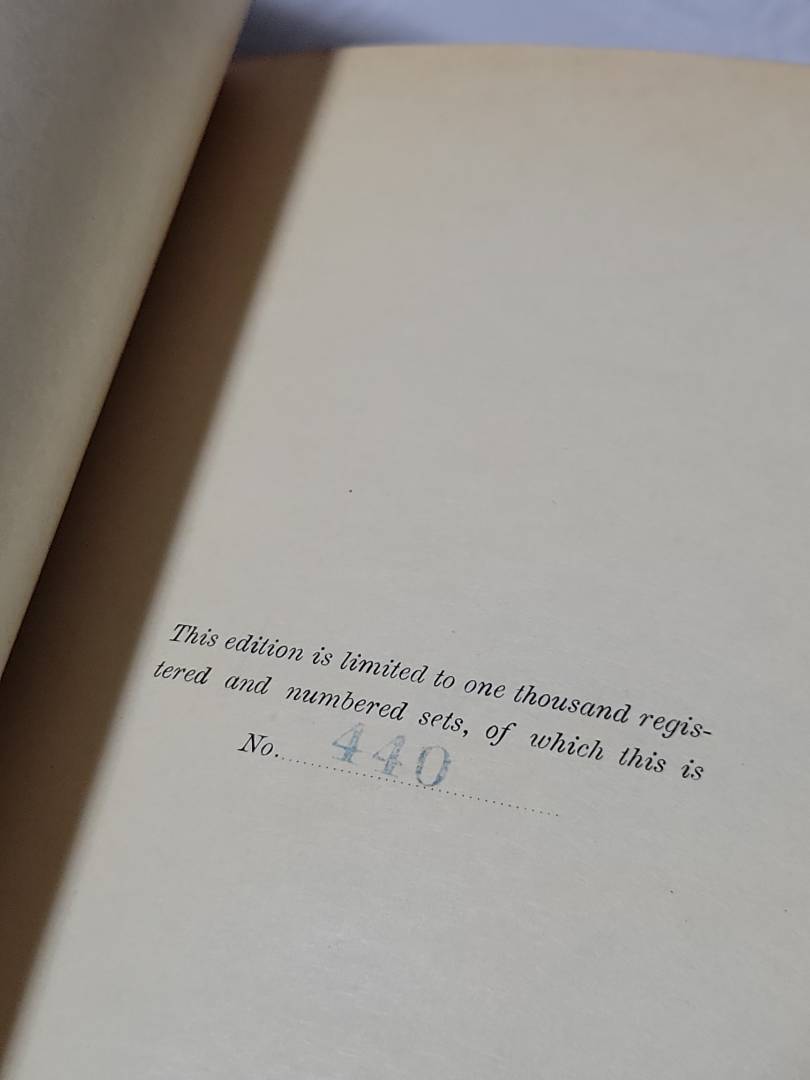 This edition is limited to one thousand regis-
tered and numbered sets, of which this is
No. 440